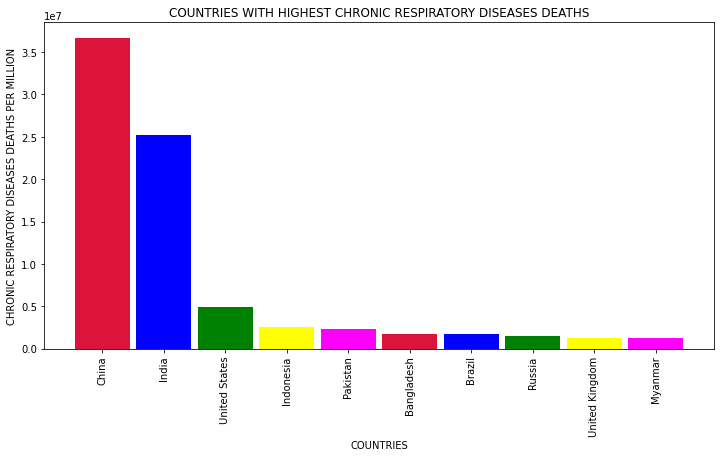 COUNTRIES WITH HIGHEST CHRONIC RESPIRATORY DISEASES DEATHS
1e7
CHRONIC RESPIRATORY DISEASES DEATHS PER MILLION
3.5
3.0
2.5
2.0
1.5
1.0
0.5
0.0
China
India
United States
Indonesia
Pakistan
Bangladesh
Brazil
Russia
United Kingdom
Myanmar
COUNTRIES